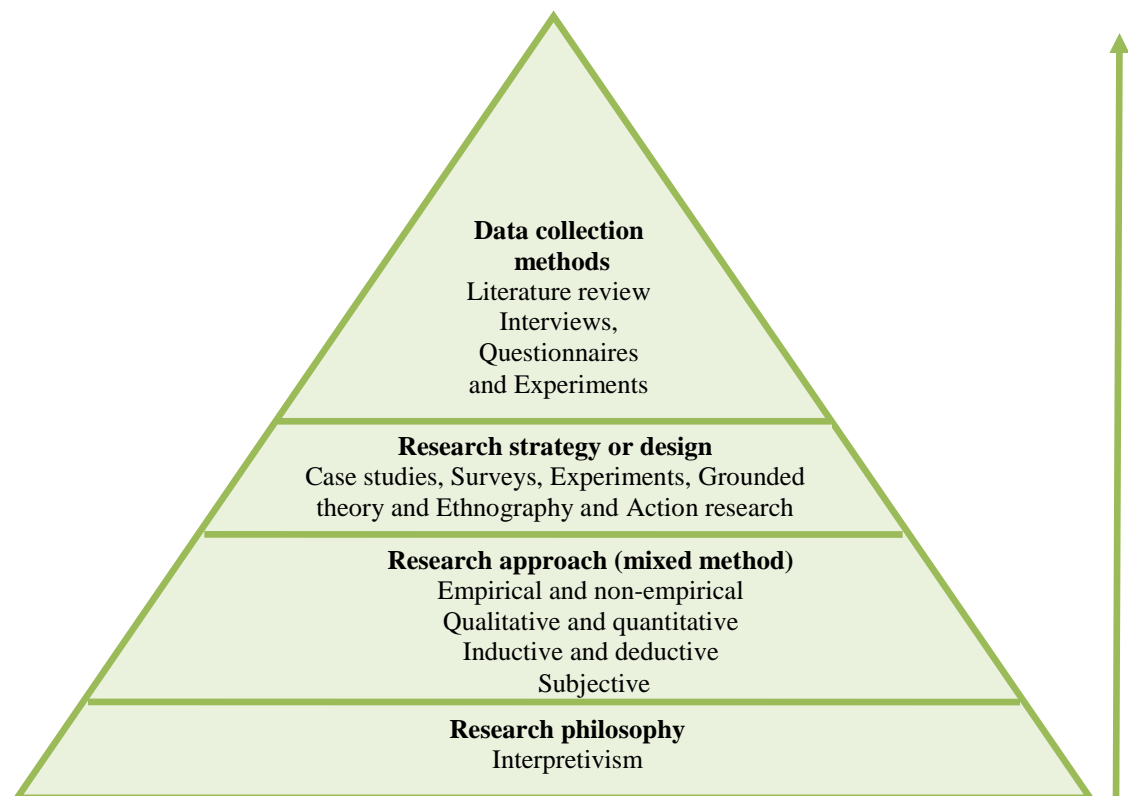 Data collection
methods
Literature review
Interviews,
Questionnaires
and Experiments
Research strategy or design
Case studies, Surveys, Experiments, Grounded
theory and Ethnography and Action research
Research approach (mixed method)
Empirical and non-empirical
Qualitative and quantitative
Inductive and deductive
Subjective
Research philosophy
Interpretivism